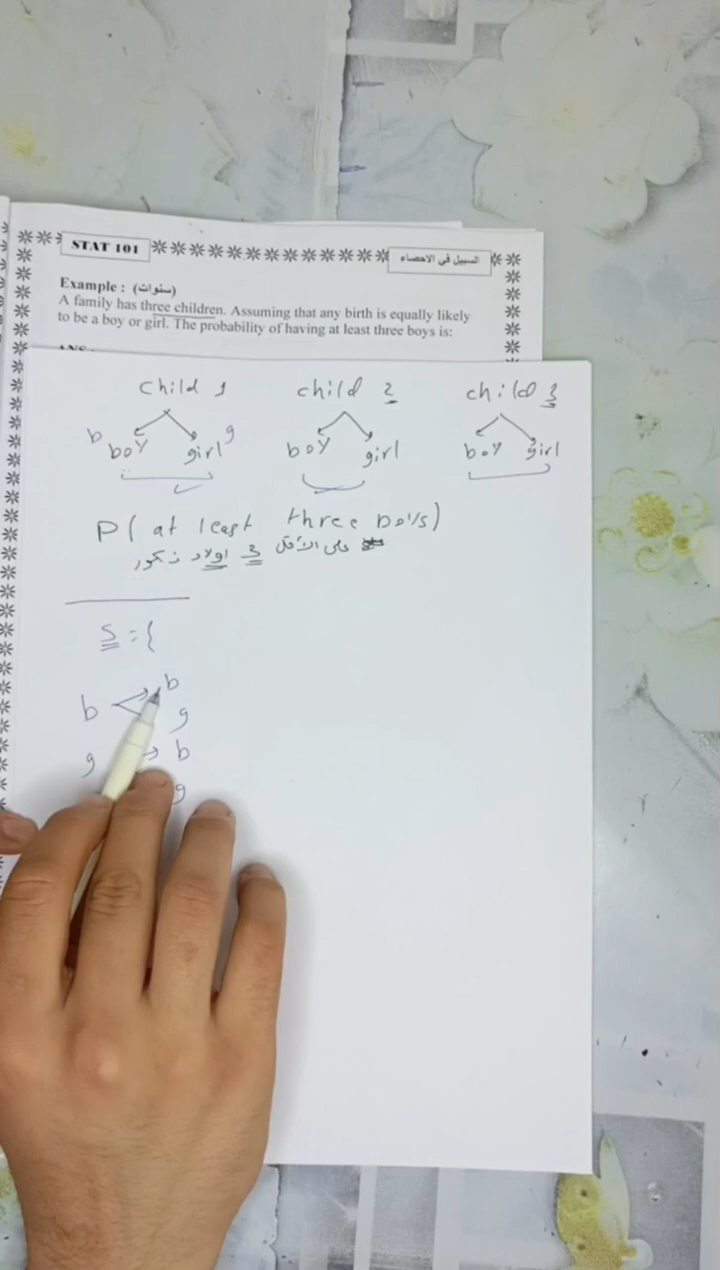 STAT 101
السبيل في الاحصاء
Example : (سنوات)
A family has three children. Assuming that any birth is equally likely
to be a boy or girl. The probability of having at least three boys is:
child 1 child 2 child 3
b boy girl g boy girl boy girl
P( at least three boys)
على الأقل 3 اولاد ذكور
S = {
b b
g
g b
g